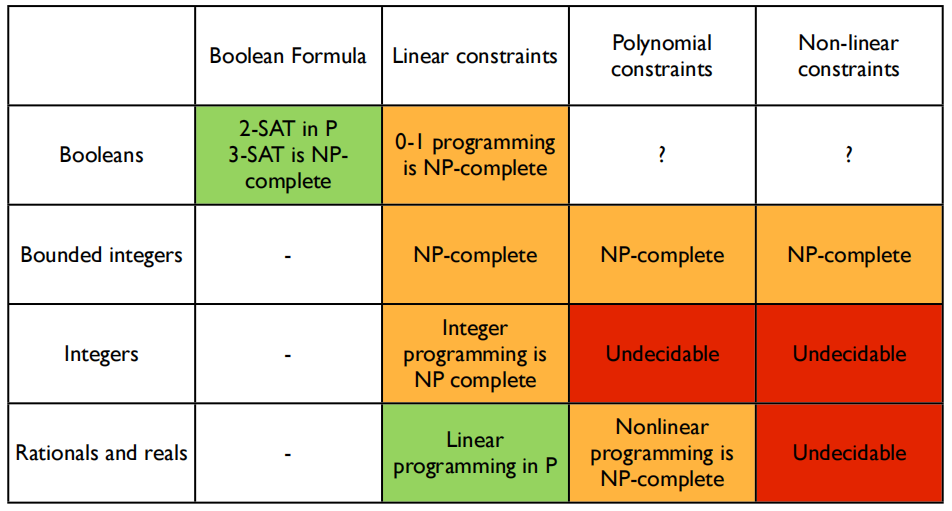 Boolean Formula
Linear constraints
Polynomial
constraints
Non-linear
constraints
Booleans
2-SAT in P
3-SAT is NP-
complete
0-1 programming
is NP-complete
?
?
Bounded integers
-
NP-complete
NP-complete
NP-complete
Integers
-
Integer
programming is
NP complete
Undecidable
Undecidable
Rationals and reals
-
Linear
programming in P
Nonlinear
programming is
NP-complete
Undecidable